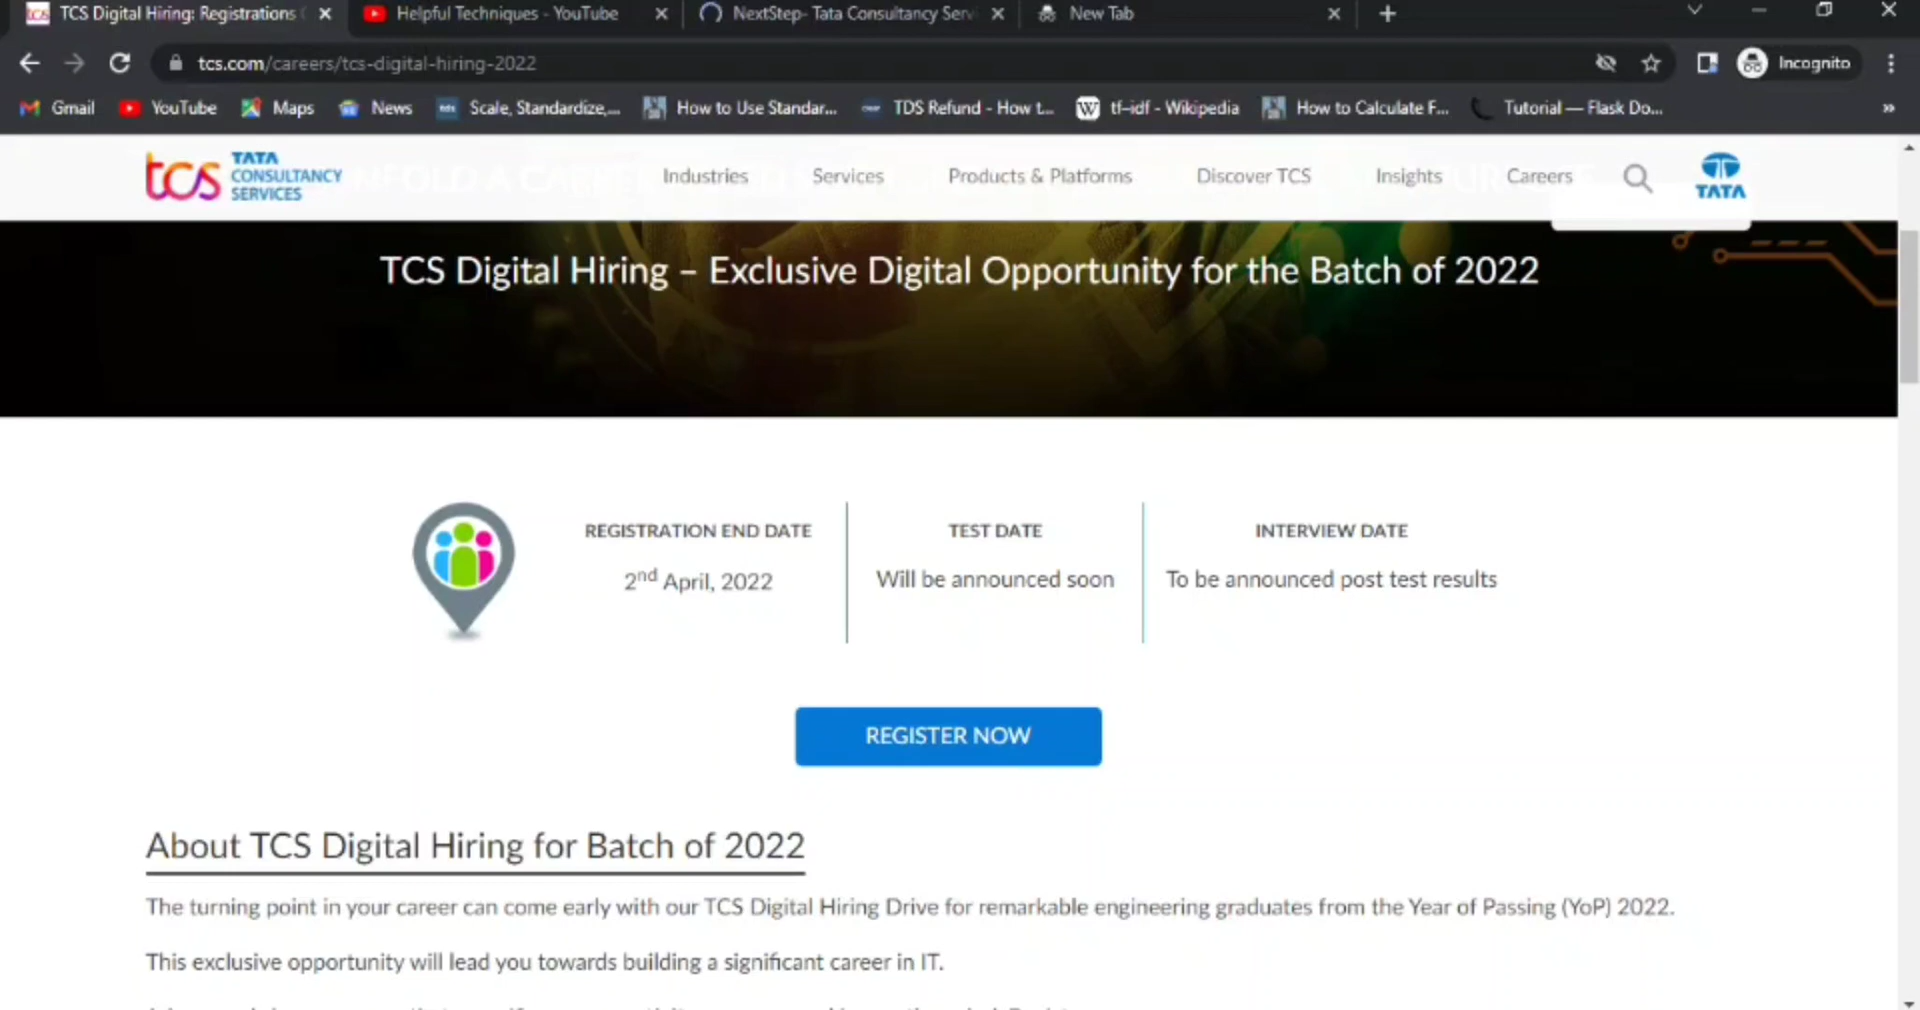 TCS Digital Hiring: Registrations
Helpful Techniques - YouTube
NextStep- Tata Consultancy Serv
New Tab
tcs.com/careers/tcs-digital-hiring-2022
Incognito
Gmail
YouTube
Maps
News
Scale, Standardize,...
How to Use Standar...
TDS Refund - How t...
tf–idf - Wikipedia
How to Calculate F...
Tutorial — Flask Do...
»
tcs TATA
CONSULTANCY
SERVICES
Industries
Services
Products & Platforms
Discover TCS
Insights
Careers
TATA
TCS Digital Hiring – Exclusive Digital Opportunity for the Batch of 2022
REGISTRATION END DATE
2nd April, 2022
TEST DATE
Will be announced soon
INTERVIEW DATE
To be announced post test results
REGISTER NOW
About TCS Digital Hiring for Batch of 2022
The turning point in your career can come early with our TCS Digital Hiring Drive for remarkable engineering graduates from the Year of Passing (YoP) 2022.
This exclusive opportunity will lead you towards building a significant career in IT.